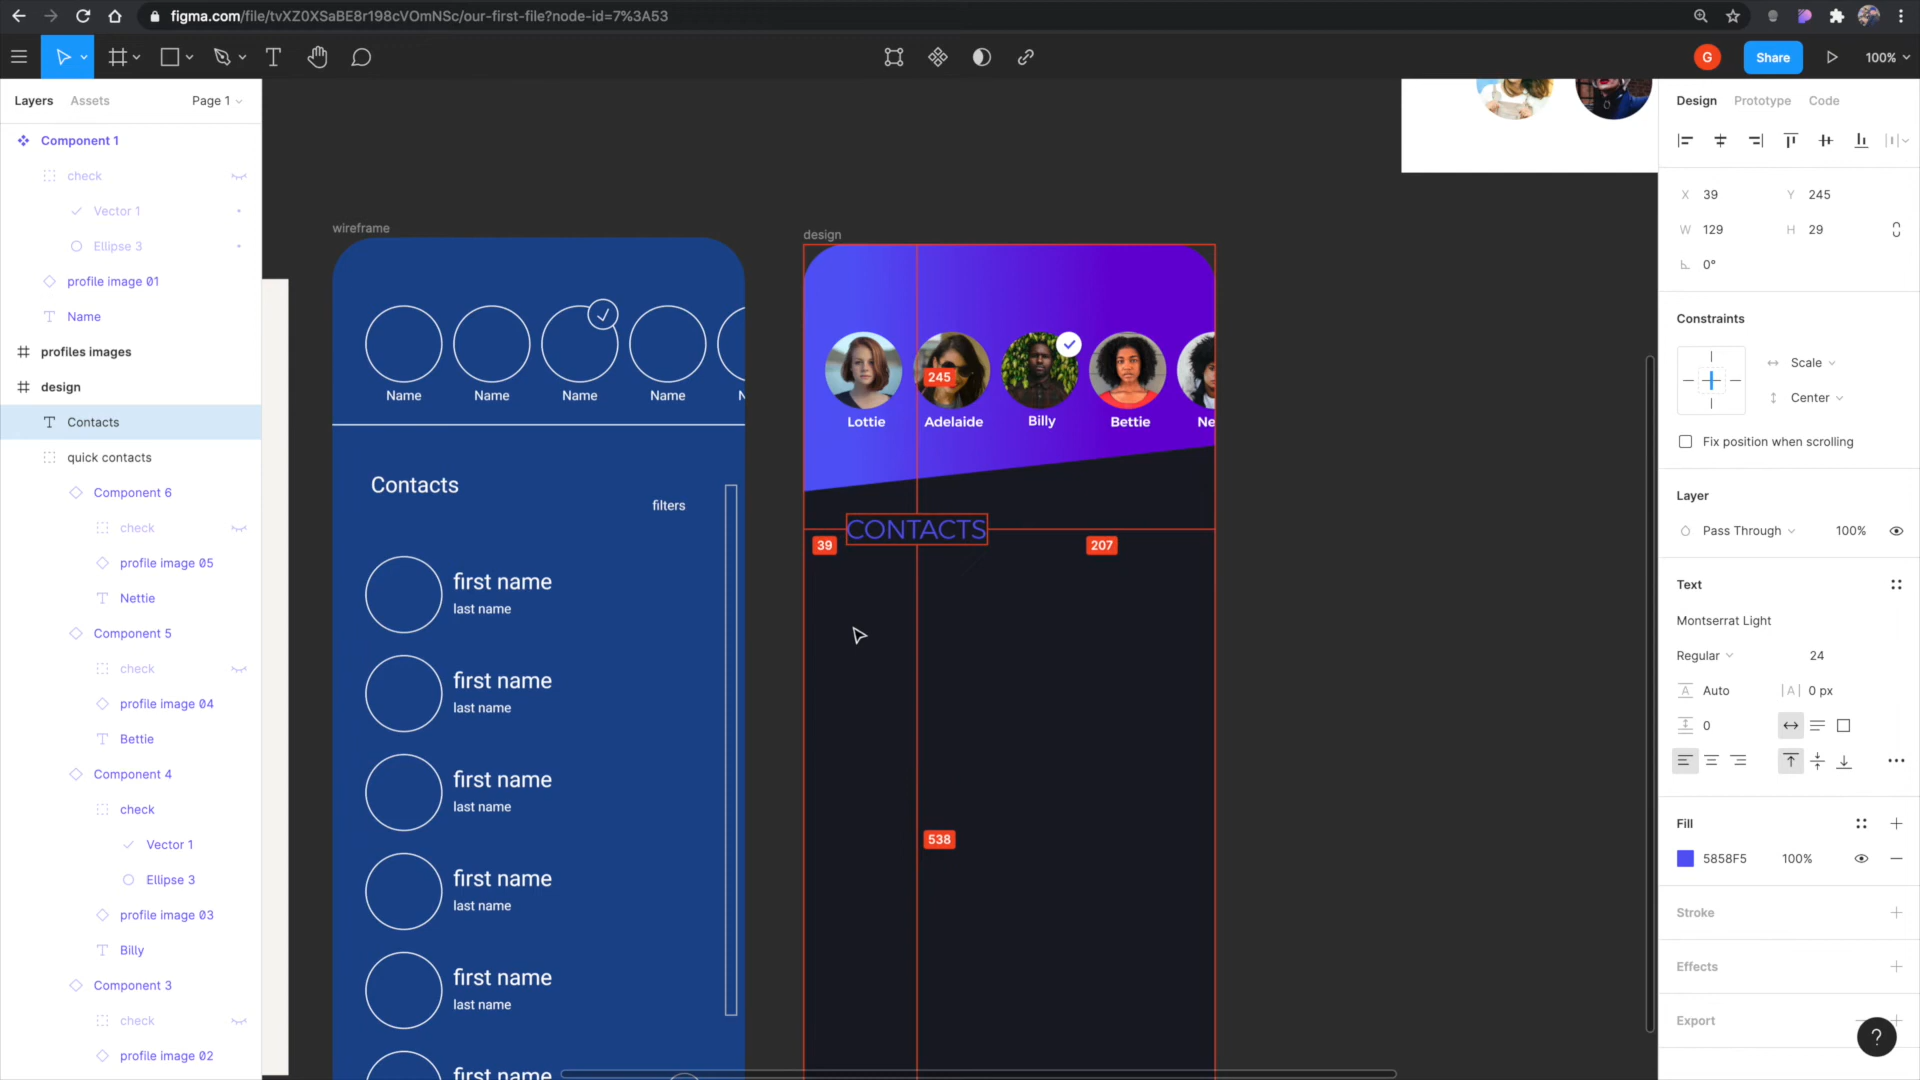 figma.com/file/tvXZ0XSaBE8r198cVOmNSc/our-first-file?node-id=7%3A53
G
Share
100%
Layers
Assets
Page 1
Component 1
check
Vector 1
Ellipse 3
profile image 01
Name
profiles images
design
Contacts
quick contacts
Component 6
check
profile image 05
Nettie
Component 5
check
profile image 04
Bettie
Component 4
check
Vector 1
Ellipse 3
profile image 03
Billy
Component 3
check
profile image 02
wireframe
Name
Name
Name
Name
N
Contacts
filters
first name
last name
first name
last name
first name
last name
first name
last name
first name
last name
first name
design
245
Lottie
Adelaide
Billy
Bettie
Ne
CONTACTS
39
207
538
Design
Prototype
Code
X 39
Y 245
W 129
H 29
0°
Constraints
Scale
Center
Fix position when scrolling
Layer
Pass Through
100%
Text
Montserrat Light
Regular
24
A Auto
|A| 0 px
0
Fill
5858F5
100%
Stroke
Effects
Export
?